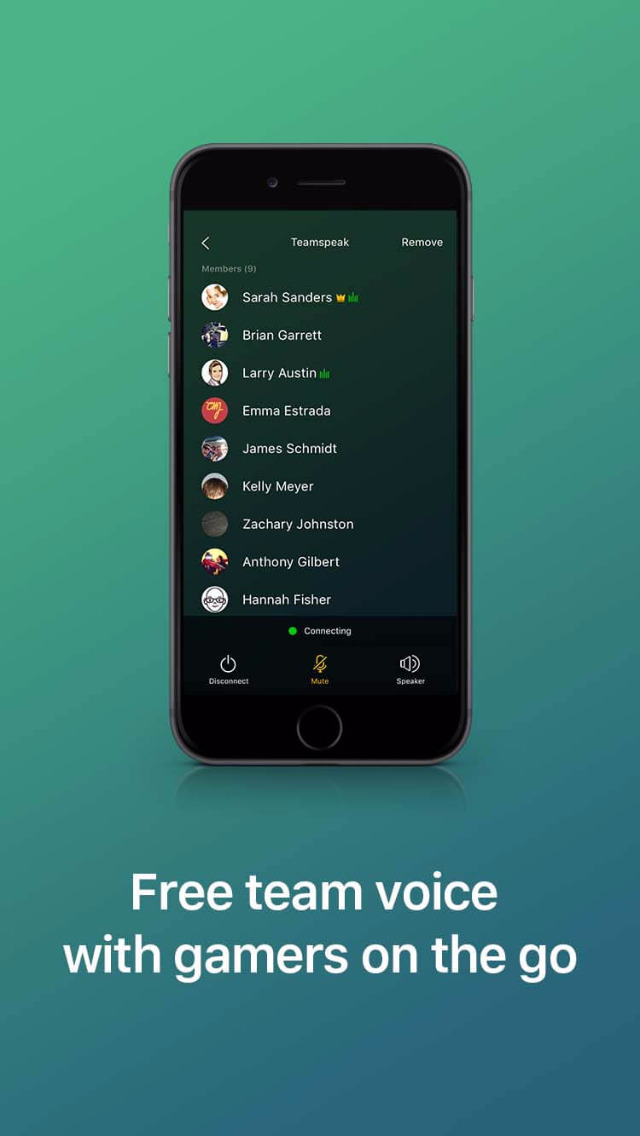 Teamspeak Remove
Members (9)
Sarah Sanders
Brian Garrett
Larry Austin
Emma Estrada
James Schmidt
Kelly Meyer
Zachary Johnston
Anthony Gilbert
Hannah Fisher
Connecting
Disconnect Mute Speaker
Free team voice
with gamers on the go